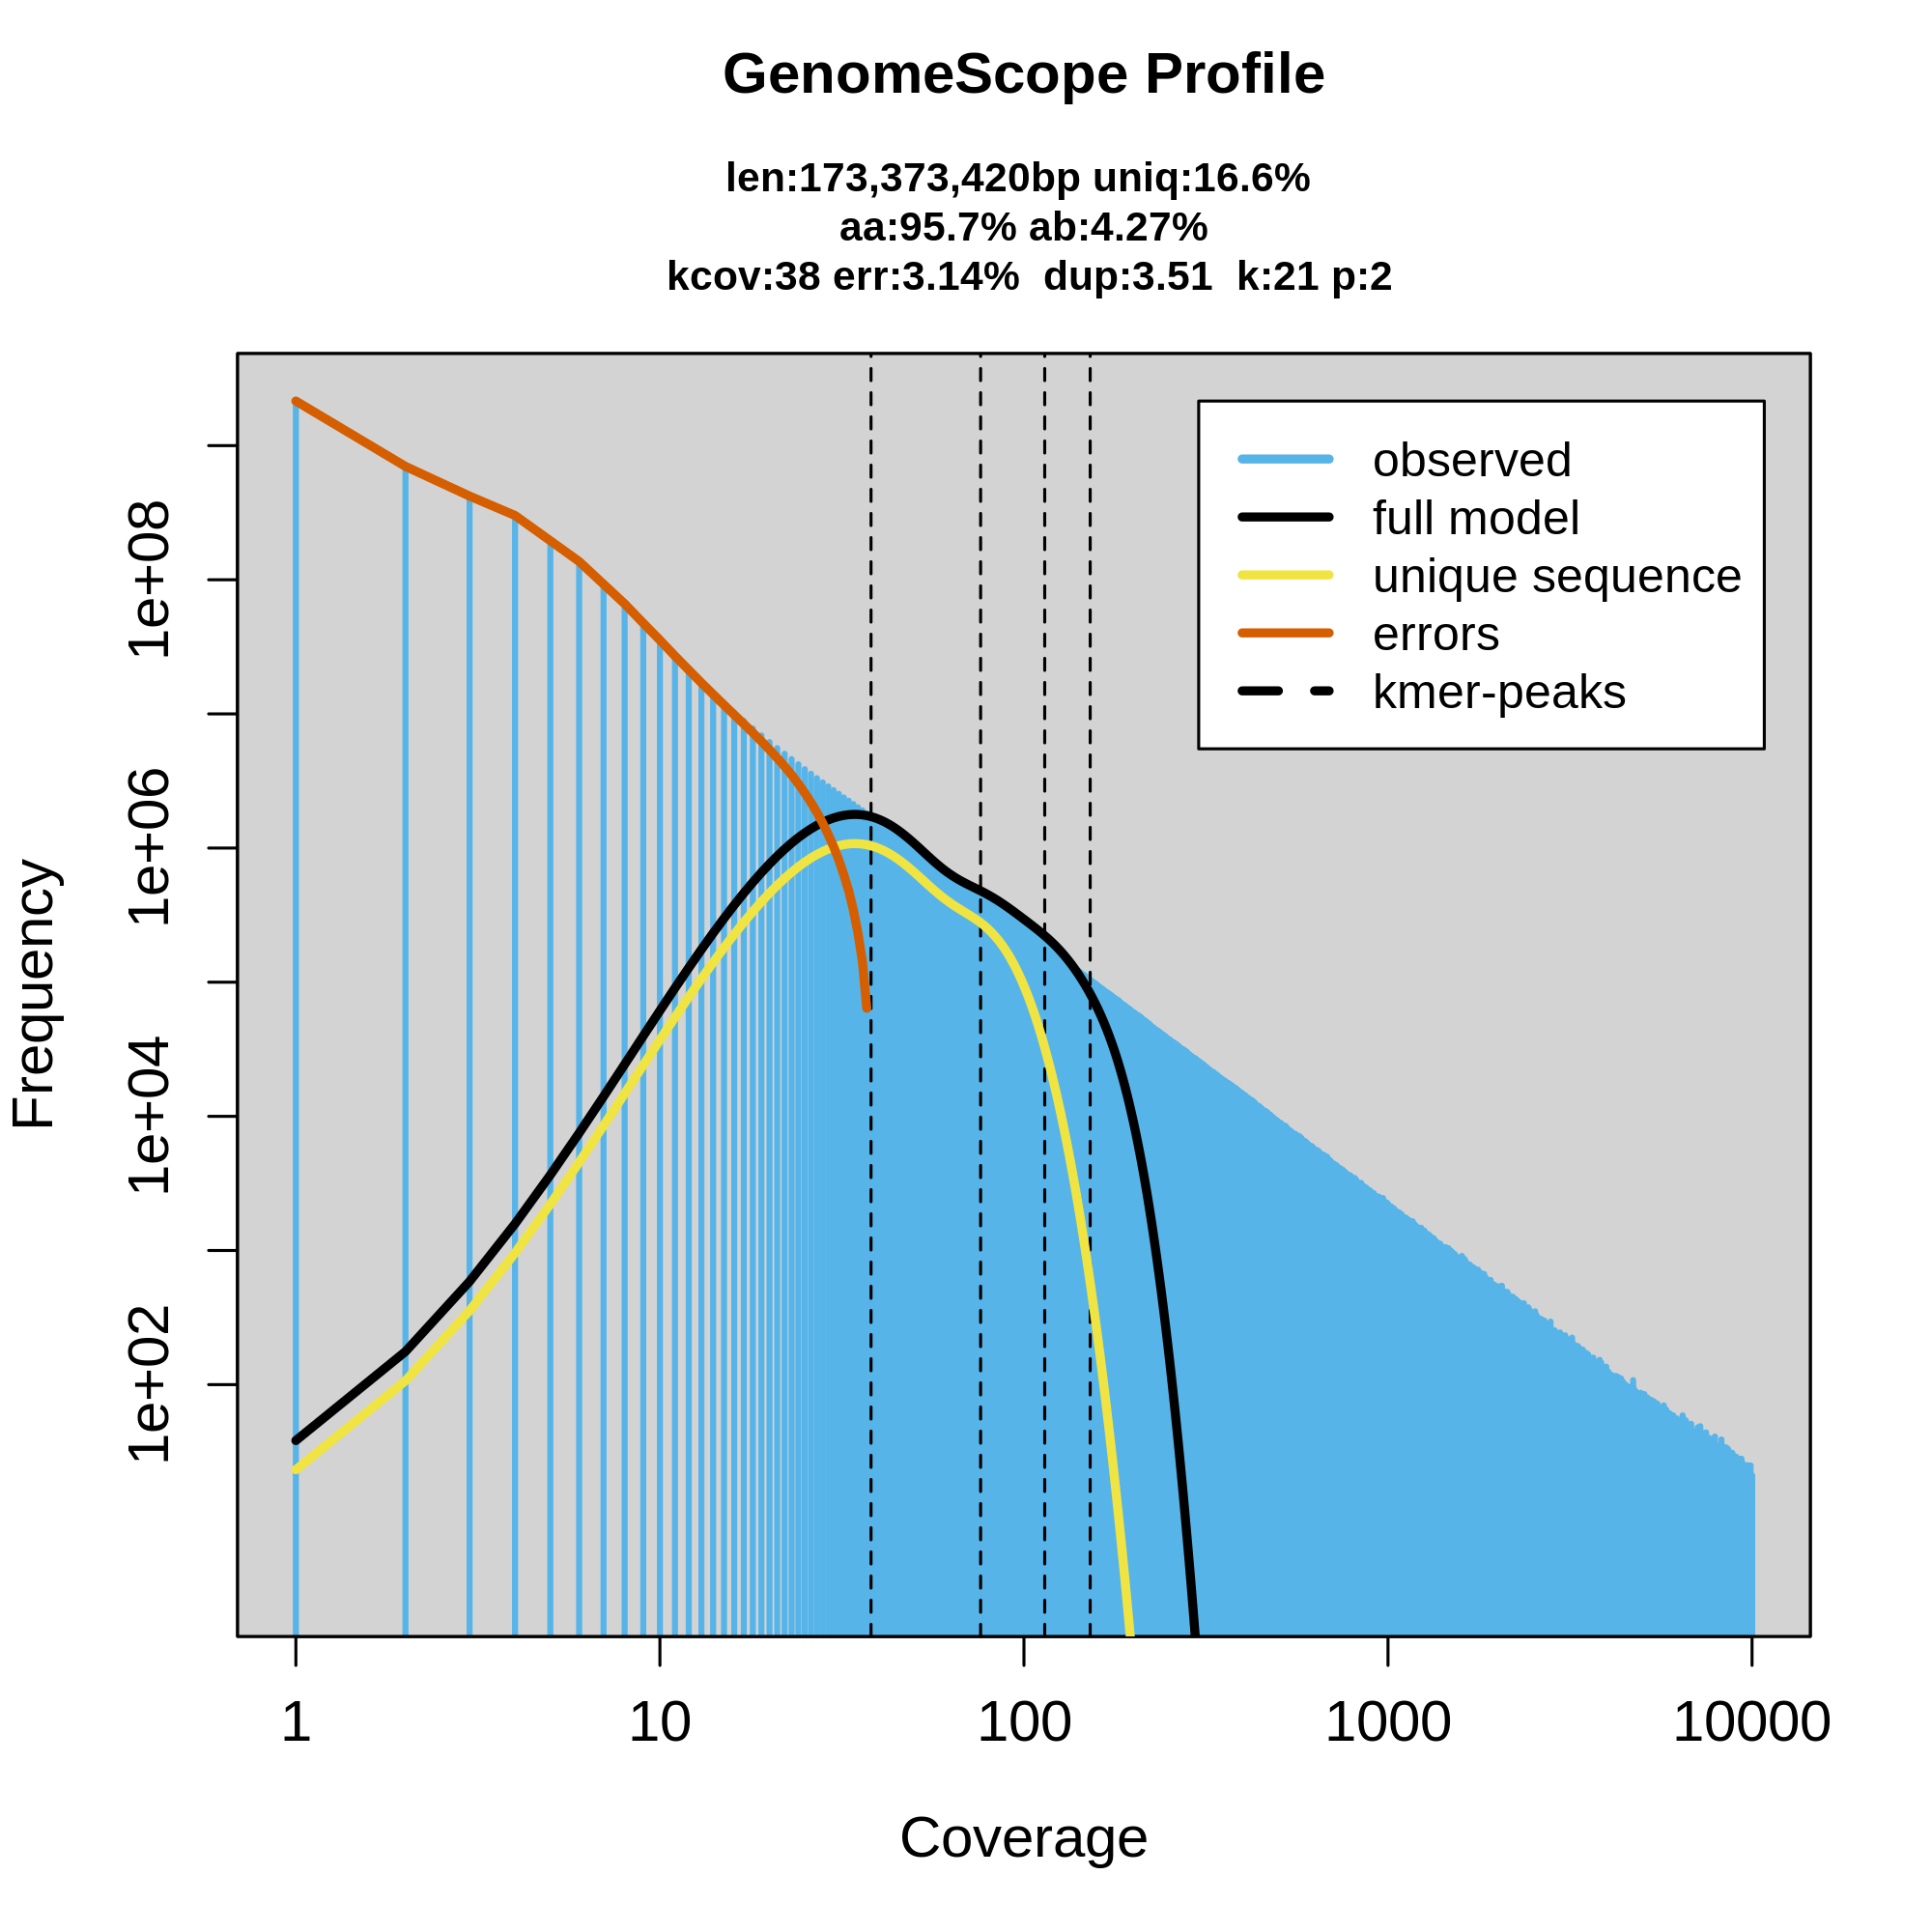 GenomeScope Profile
len:173,373,420bp uniq:16.6%
aa:95.7% ab:4.27%
kcov:38 err:3.14% dup:3.51 k:21 p:2
observed
full model
unique sequence
errors
kmer-peaks
Frequency
1e+08
1e+06
1e+04
1e+02
1 10 100 1000 10000
Coverage